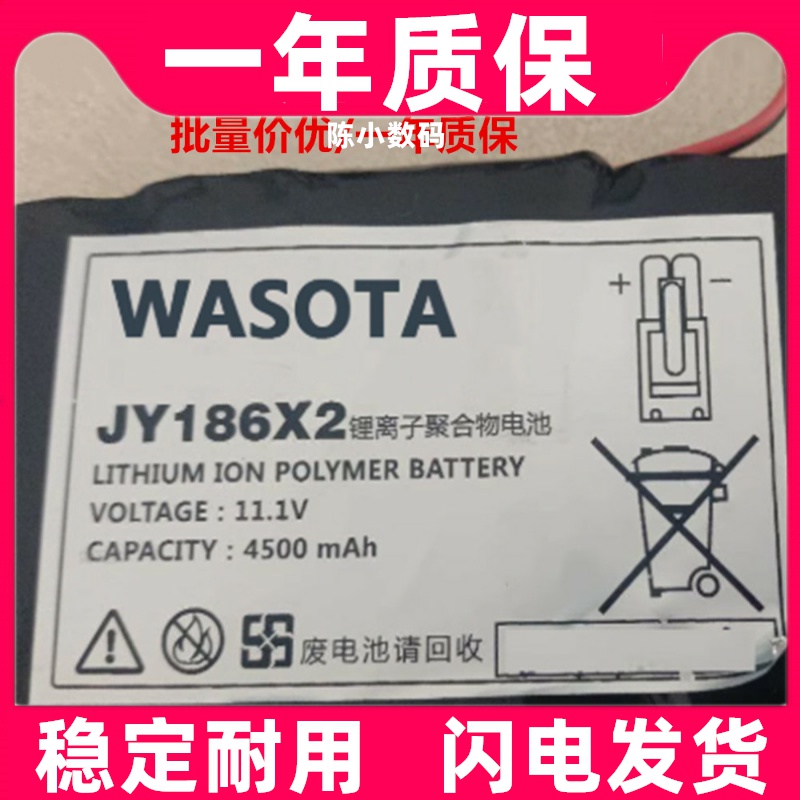 一年质保
批量价优/一年质保
陈小数码
WASOTA
+ −
JY186X2锂离子聚合物电池
LITHIUM ION POLYMER BATTERY
VOLTAGE : 11.1V
CAPACITY : 4500 mAh
废电池请回收
稳定耐用 闪电发货